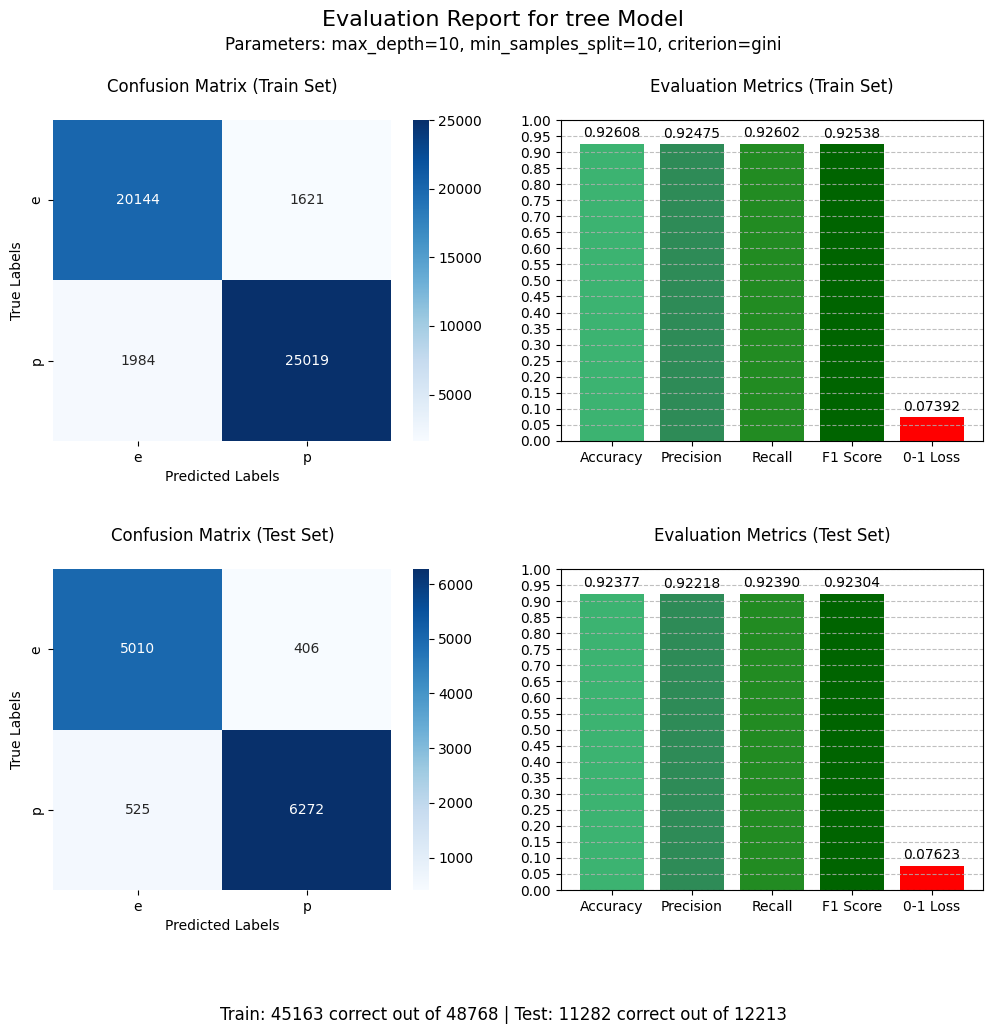 Evaluation Report for tree Model
Parameters: max_depth=10, min_samples_split=10, criterion=gini
Confusion Matrix (Train Set)
True Labels
e
p
20144
1621
1984
25019
e
p
Predicted Labels
25000
20000
15000
10000
5000
Evaluation Metrics (Train Set)
1.00
0.95
0.90
0.85
0.80
0.75
0.70
0.65
0.60
0.55
0.50
0.45
0.40
0.35
0.30
0.25
0.20
0.15
0.10
0.05
0.00
0.92608
0.92475
0.92602
0.92538
0.07392
Accuracy
Precision
Recall
F1 Score
0-1 Loss
Confusion Matrix (Test Set)
True Labels
e
p
5010
406
525
6272
e
p
Predicted Labels
6000
5000
4000
3000
2000
1000
Evaluation Metrics (Test Set)
1.00
0.95
0.90
0.85
0.80
0.75
0.70
0.65
0.60
0.55
0.50
0.45
0.40
0.35
0.30
0.25
0.20
0.15
0.10
0.05
0.00
0.92377
0.92218
0.92390
0.92304
0.07623
Accuracy
Precision
Recall
F1 Score
0-1 Loss
Train: 45163 correct out of 48768 | Test: 11282 correct out of 12213